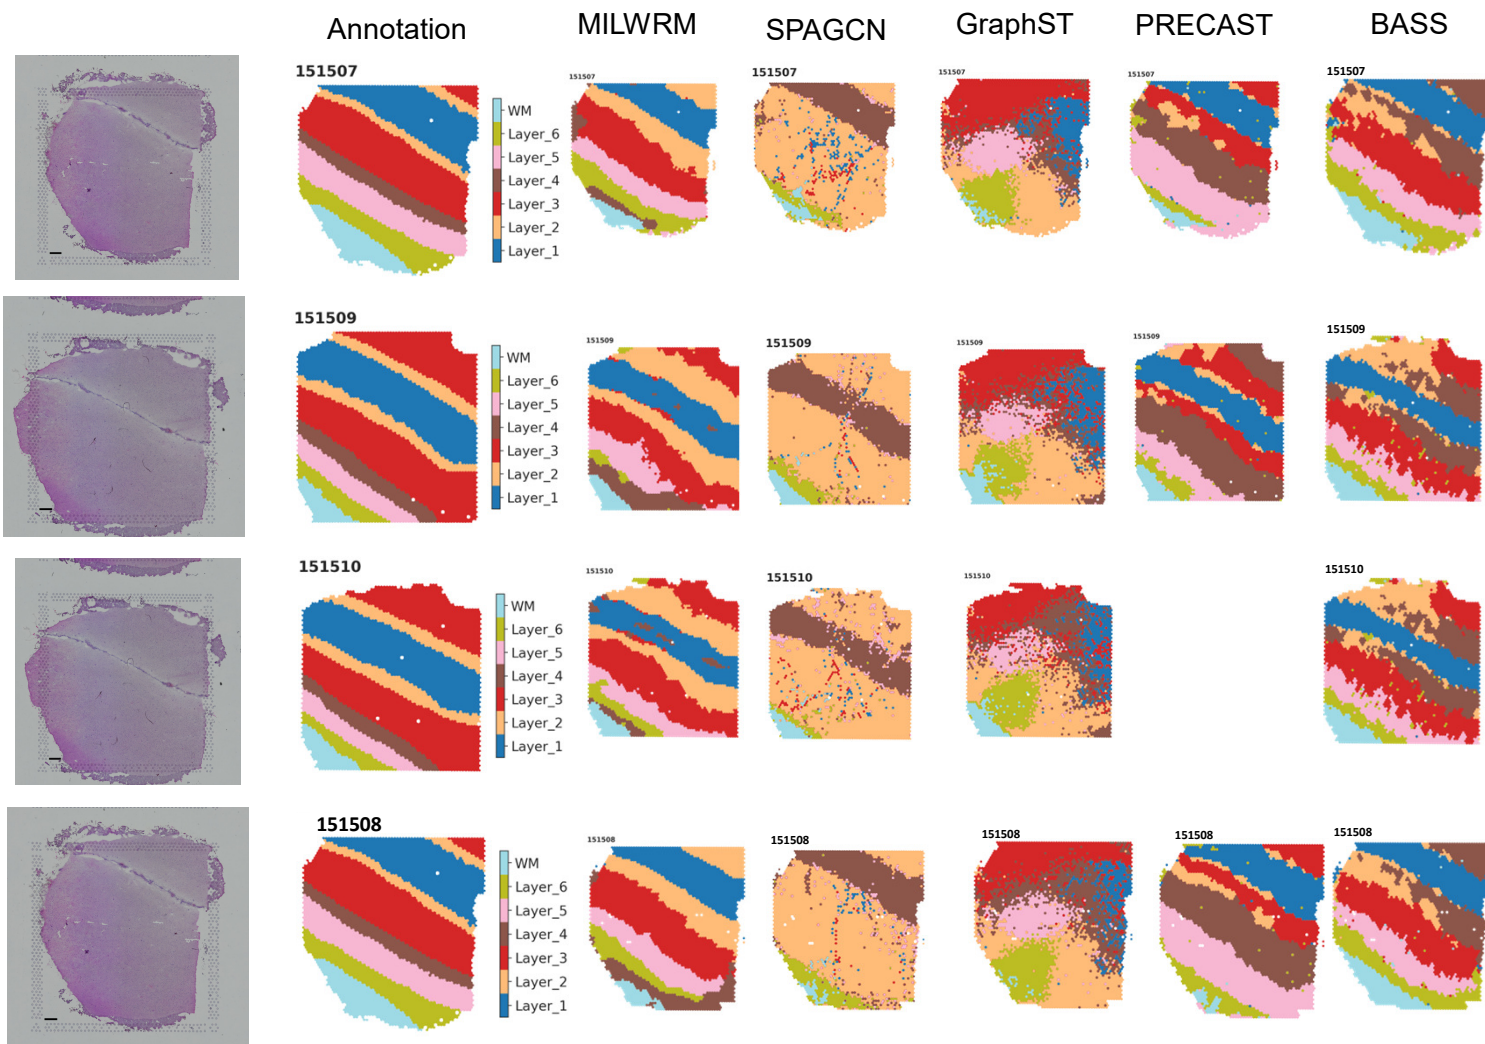 Annotation MILWRM SPAGCN GraphST PRECAST BASS
151507 151507 151507 151507 151507 151507
WM
Layer_6
Layer_5
Layer_4
Layer_3
Layer_2
Layer_1
151509 151509 151509 151509 151509 151509
WM
Layer_6
Layer_5
Layer_4
Layer_3
Layer_2
Layer_1
151510 151510 151510 151510 151510
WM
Layer_6
Layer_5
Layer_4
Layer_3
Layer_2
Layer_1
151508 151508 151508 151508 151508 151508
WM
Layer_6
Layer_5
Layer_4
Layer_3
Layer_2
Layer_1